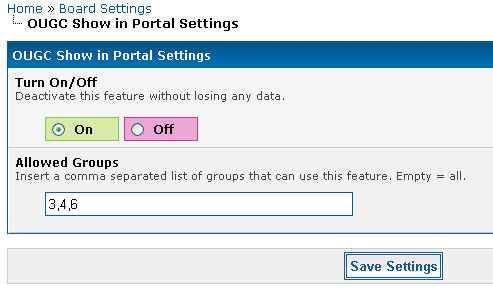 Home » Board Settings
OUGC Show in Portal Settings
OUGC Show in Portal Settings
Turn On/Off
Deactivate this feature without losing any data.
On Off
Allowed Groups
Insert a comma separated list of groups that can use this feature. Empty = all.
3,4,6
Save Settings